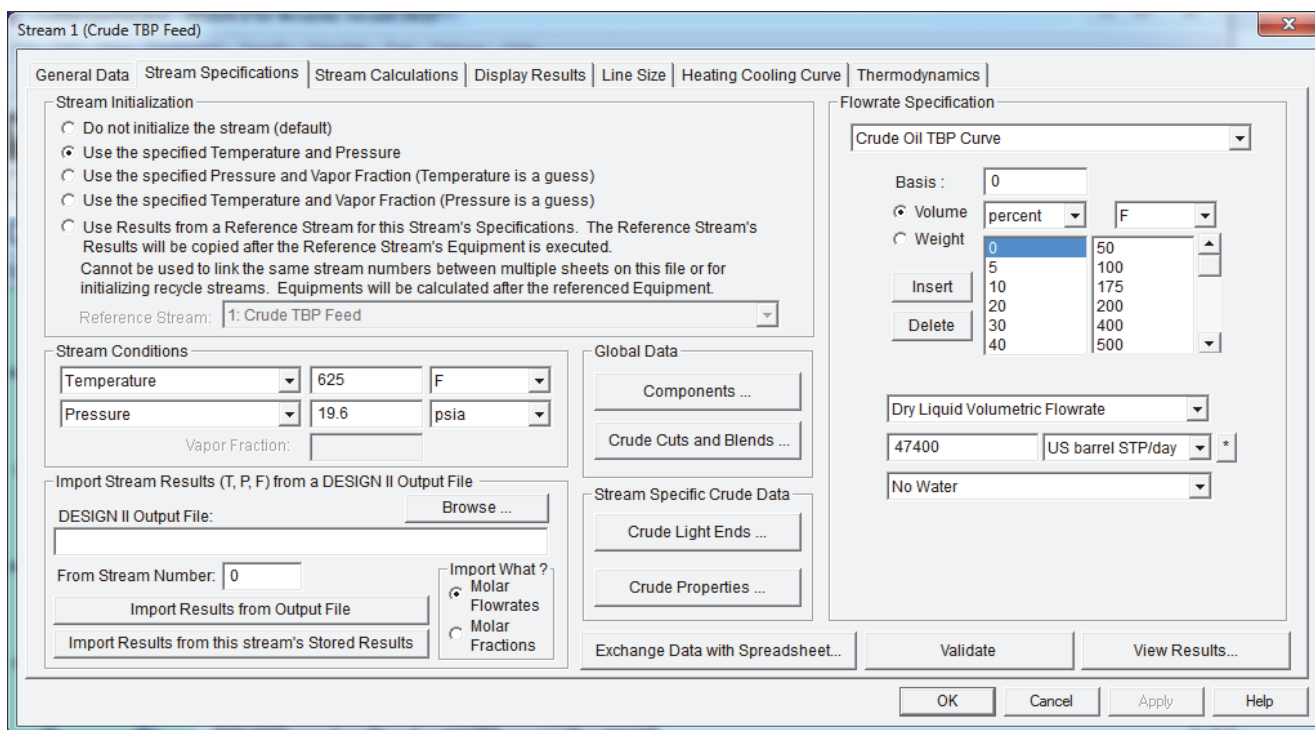 Stream 1 (Crude TBP Feed)
x
General Data
Stream Specifications
Stream Calculations
Display Results
Line Size
Heating Cooling Curve
Thermodynamics
Stream Initialization
Do not initialize the stream (default)
Use the specified Temperature and Pressure
Use the specified Pressure and Vapor Fraction (Temperature is a guess)
Use the specified Temperature and Vapor Fraction (Pressure is a guess)
Use Results from a Reference Stream for this Stream's Specifications. The Reference Stream's
Results will be copied after the Reference Stream's Equipment is executed.
Cannot be used to link the same stream numbers between multiple sheets on this file or for
initializing recycle streams. Equipments will be calculated after the referenced Equipment.
Reference Stream: 1: Crude TBP Feed
Stream Conditions
Temperature 625 F
Pressure 19.6 psia
Vapor Fraction:
Import Stream Results (T, P, F) from a DESIGN II Output File
DESIGN II Output File:
Browse ...
From Stream Number: 0
Import Results from Output File
Import Results from this stream's Stored Results
Import What ?
Molar
Flowrates
Molar
Fractions
Global Data
Components ...
Crude Cuts and Blends ...
Stream Specific Crude Data
Crude Light Ends ...
Crude Properties ...
Flowrate Specification
Crude Oil TBP Curve
Basis : 0
Volume percent F
Weight
0 50
5 100
10 175
20 200
30 400
40 500
Insert
Delete
Dry Liquid Volumetric Flowrate
47400 US barrel STP/day *
No Water
Exchange Data with Spreadsheet...
Validate
View Results...
OK
Cancel
Apply
Help